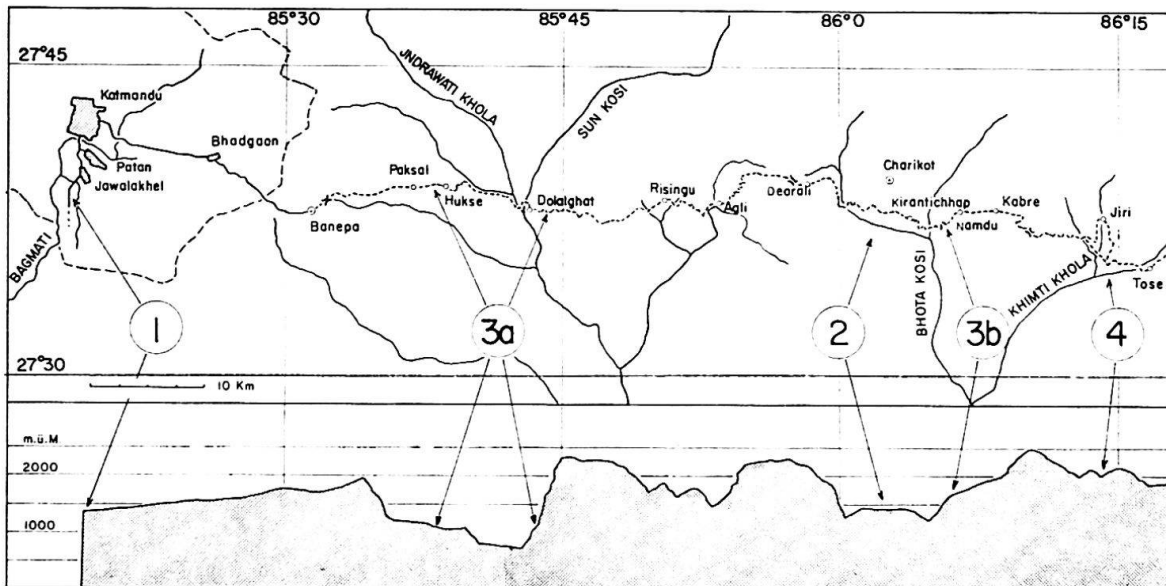 85°30
85°45
86°0
86°15
27°45
JNDRAWATI KHOLA
SUN KOSI
Katmandu
Bhadgaon
Patan
Jawalakhel
Paksal
Hukse
Dolalghat
Banepa
Risingu
Agli
Dearali
Charikot
Kirantichhap
Namdu
Kabre
Jiri
Tose
BAGMATI
BHOTA KOSI
KHIMTI KHOLA
1
3a
2
3b
4
27°30
10 Km
m.ü.M
2000
1000